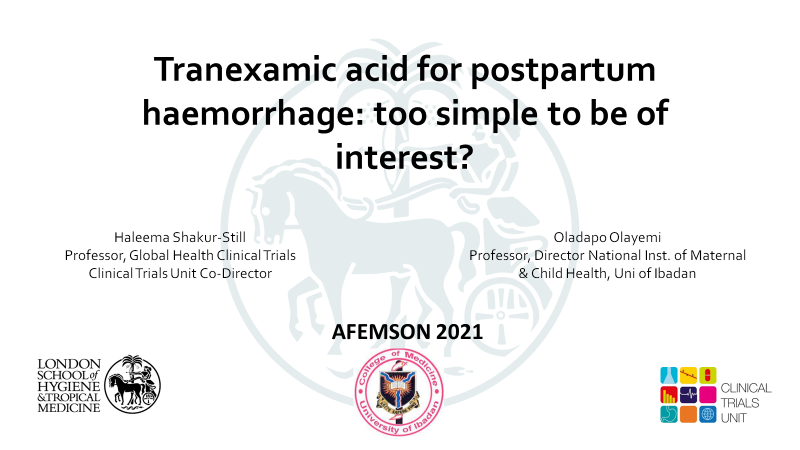 Tranexamic acid for postpartum
haemorrhage: too simple to be of
interest?
Haleema Shakur-Still
Professor, Global Health Clinical Trials
Clinical Trials Unit Co-Director
Oladapo Olayemi
Professor, Director National Inst. of Maternal
& Child Health, Uni of Ibadan
AFEMSON 2021
LONDON
SCHOOL of
HYGIENE
&TROPICAL
MEDICINE
College of Medicine
University of Ibadan
CLINICAL
TRIALS
UNIT